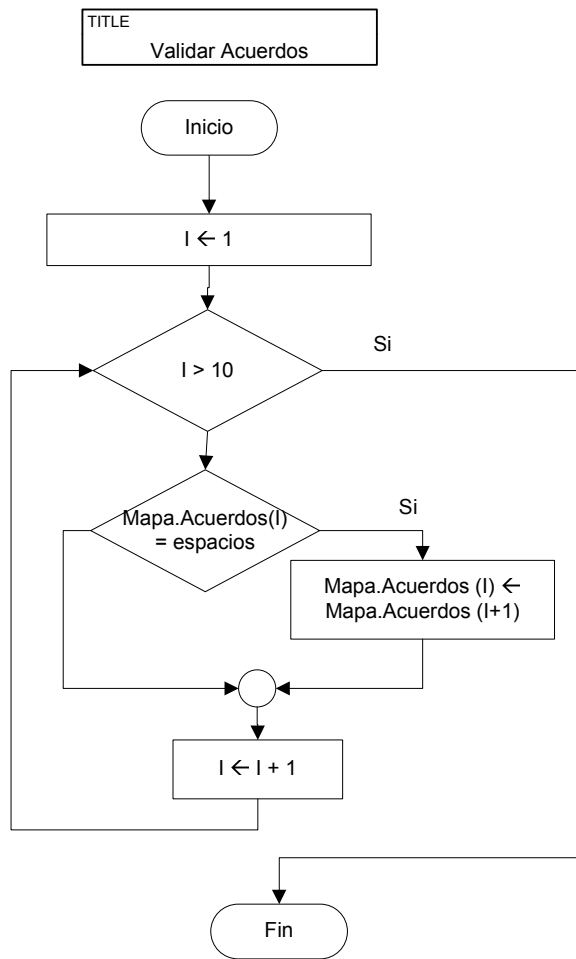 TITLE
Validar Acuerdos
Inicio
I ← 1
I > 10
Si
Mapa.Acuerdos(I)
= espacios
Si
Mapa.Acuerdos (I) ←
Mapa.Acuerdos (I+1)
I ← I + 1
Fin